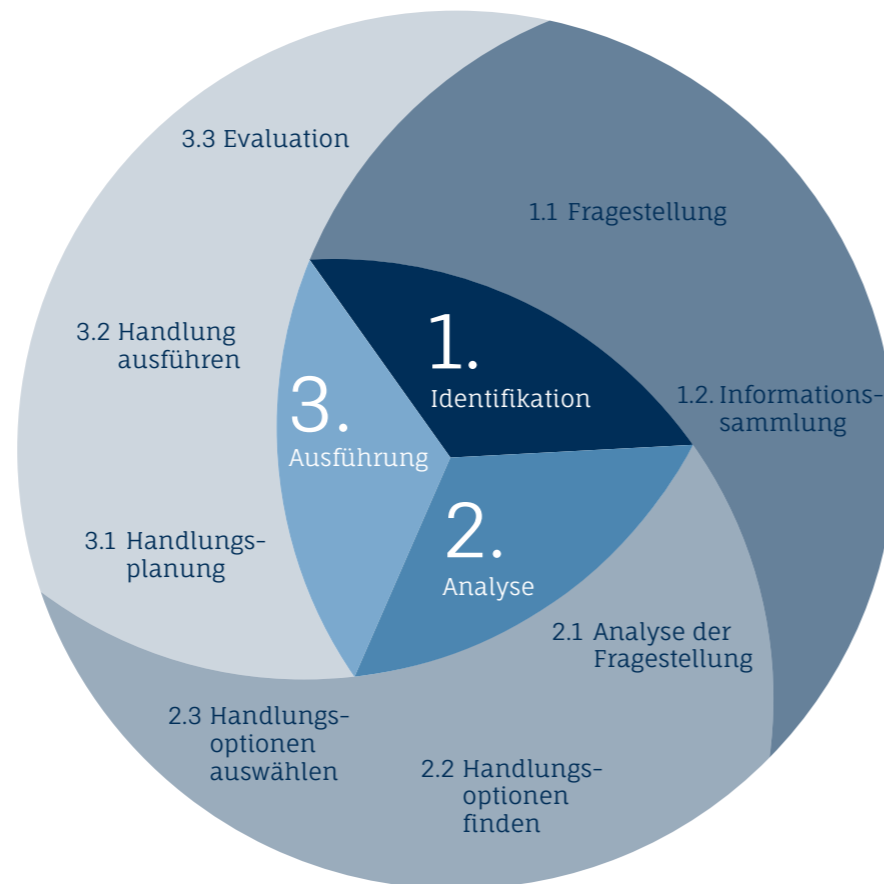 1.
Identifikation
1.1 Fragestellung
1.2. Informations-
sammlung
2.
Analyse
2.1 Analyse der
Fragestellung
2.2 Handlungs-
optionen
finden
2.3 Handlungs-
optionen
auswählen
3.
Ausführung
3.1 Handlungs-
planung
3.2 Handlung
ausführen
3.3 Evaluation